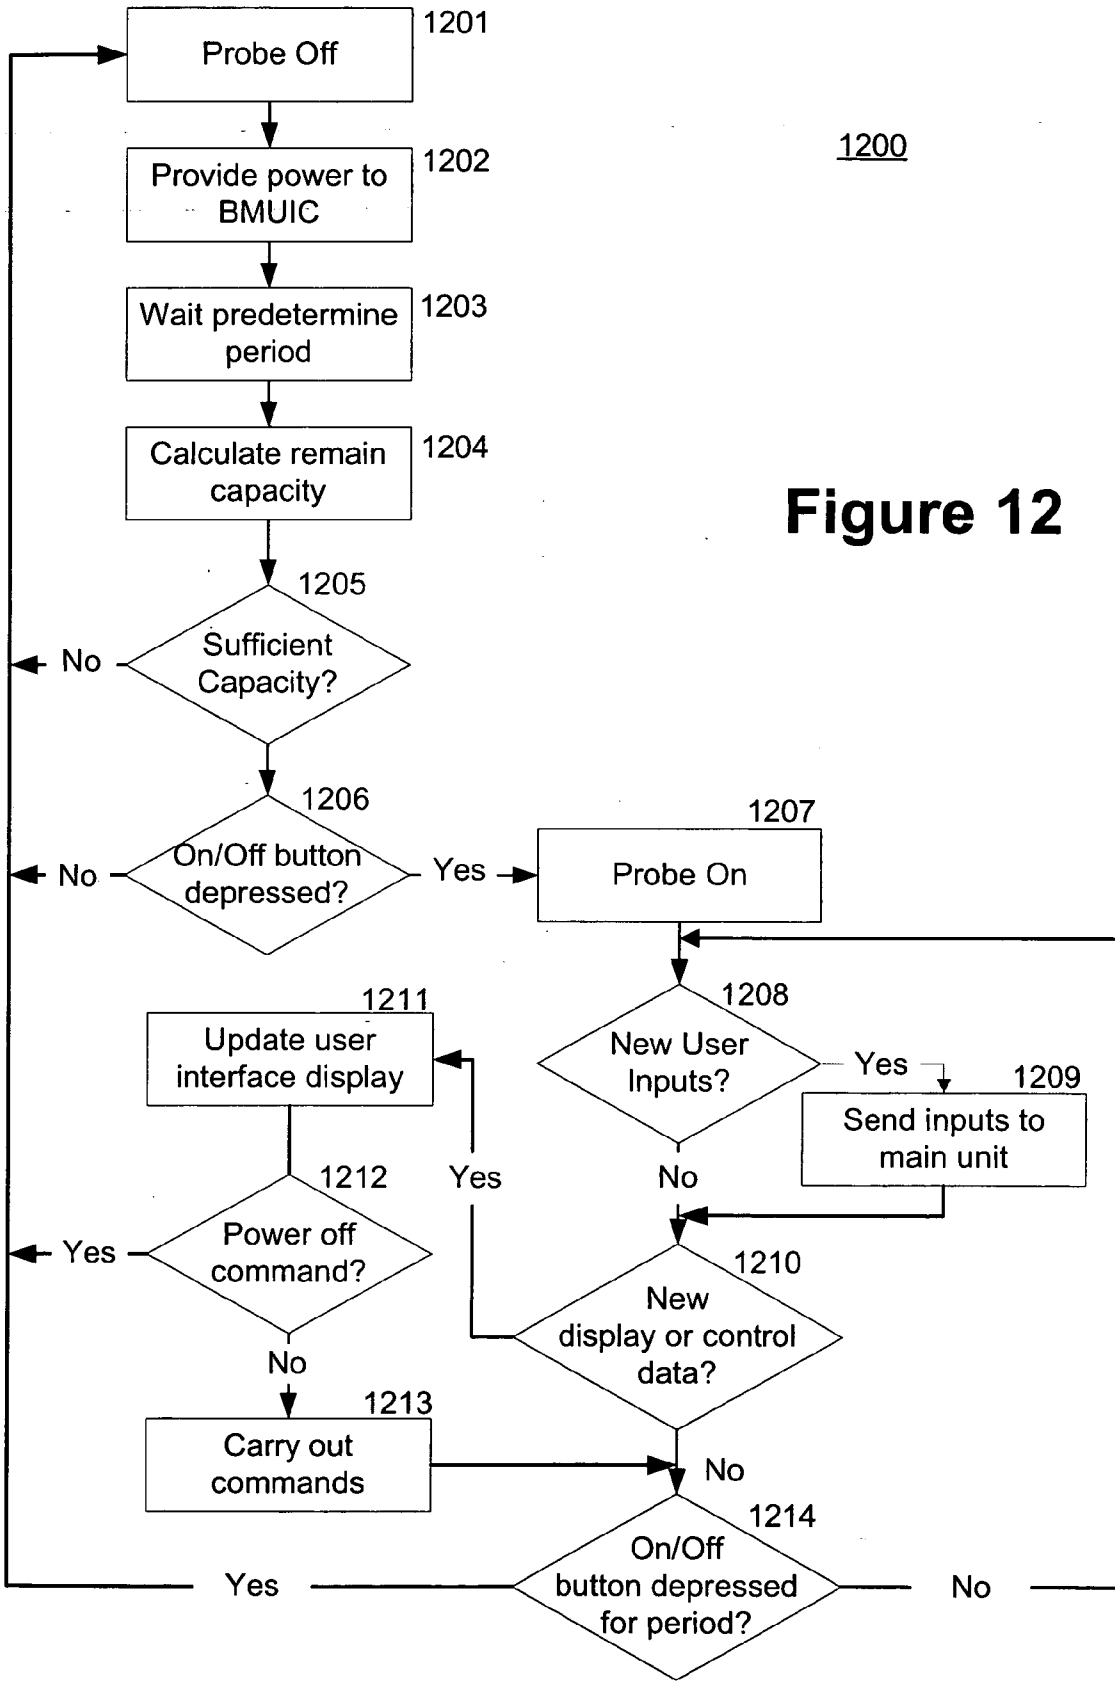 1201
Probe Off
1200
1202
Provide power to
BMUIC
1203
Wait predetermine
period
1204
Calculate remain
capacity
Figure 12
1205
Sufficient
Capacity?
No
1206
On/Off button
depressed?
No
Yes
1207
Probe On
1208
New User
Inputs?
Yes
1209
Send inputs to
main unit
No
1211
Update user
interface display
Yes
1212
Power off
command?
Yes
No
1210
New
display or control
data?
1213
Carry out
commands
No
1214
On/Off
button depressed
for period?
Yes
No